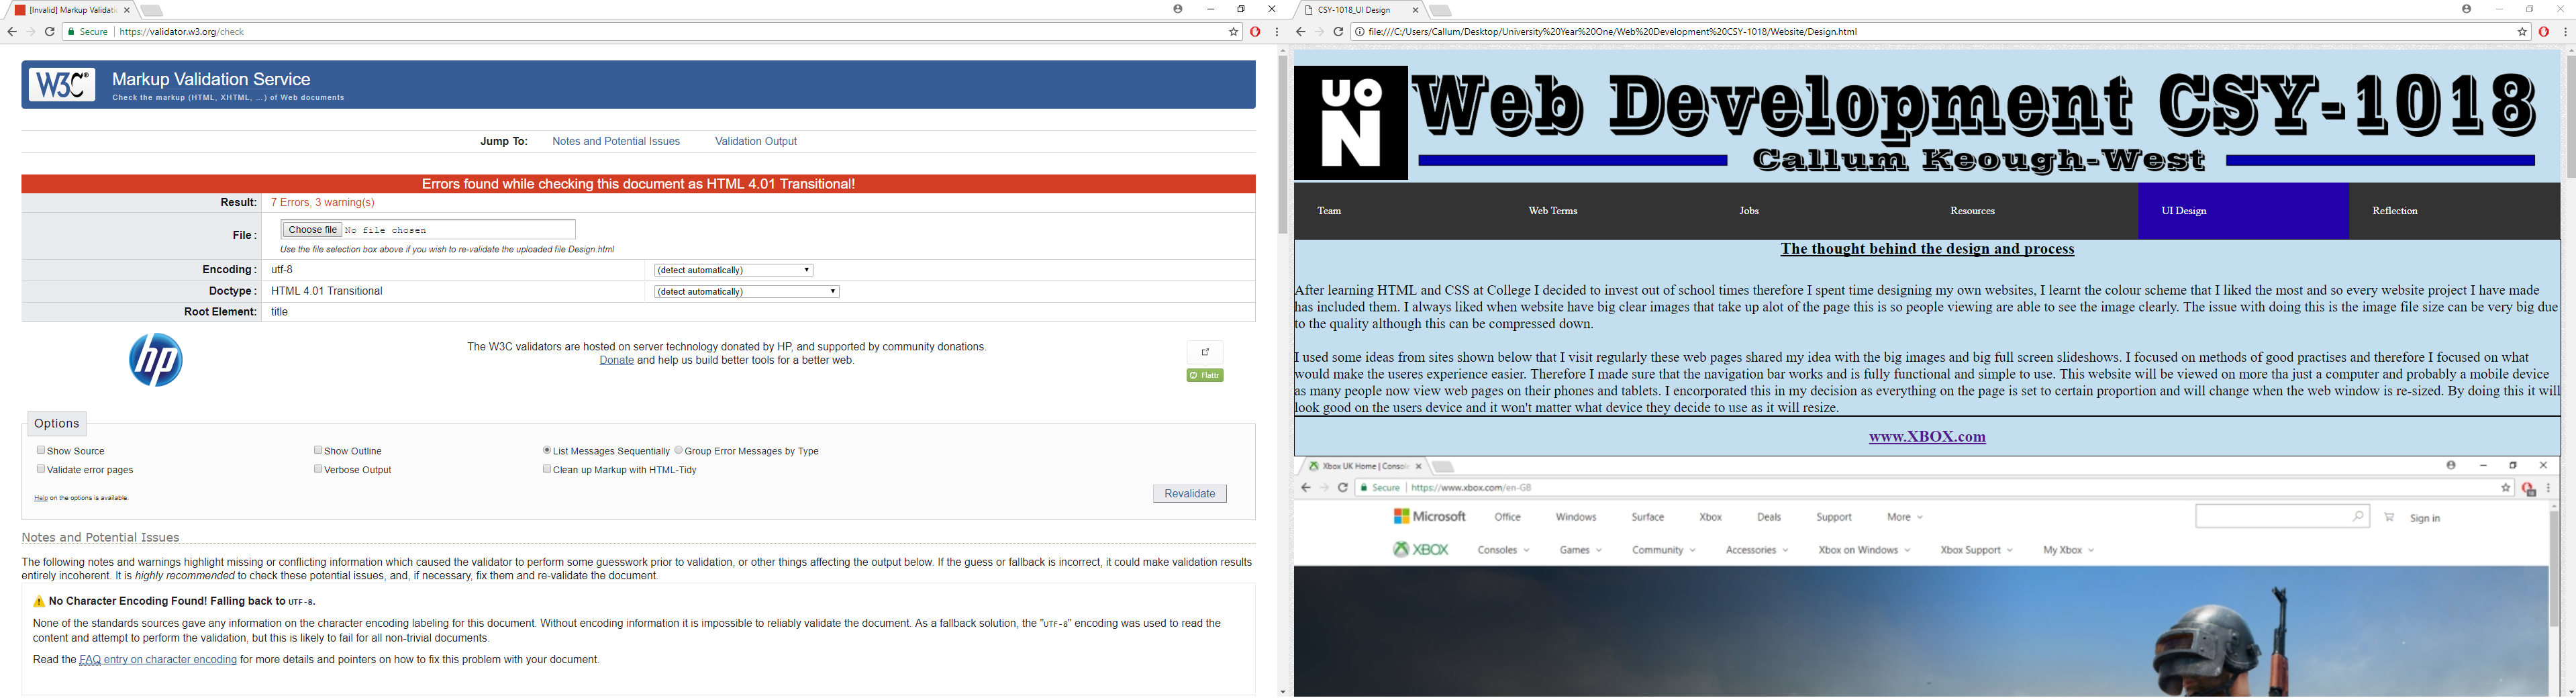 [Invalid] Markup Validati
Secure | https://validator.w3.org/check
W3C®
Markup Validation Service
Check the markup (HTML, XHTML, ...) of Web documents
Jump To: Notes and Potential Issues Validation Output
Errors found while checking this document as HTML 4.01 Transitional!
Result: 7 Errors, 3 warning(s)
File : Choose file No file chosen
Use the file selection box above if you wish to re-validate the uploaded file Design.html
Encoding : utf-8 (detect automatically)
Doctype : HTML 4.01 Transitional (detect automatically)
Root Element: title
hp
The W3C validators are hosted on server technology donated by HP, and supported by community donations.
Donate and help us build better tools for a better web.
Flattr
Options
Show Source Show Outline List Messages Sequentially Group Error Messages by Type
Validate error pages Verbose Output Clean up Markup with HTML-Tidy
Help on the options is available.
Revalidate
Notes and Potential Issues
The following notes and warnings highlight missing or conflicting information which caused the validator to perform some guesswork prior to validation, or other things affecting the output below. If the guess or fallback is incorrect, it could make validation results
entirely incoherent. It is highly recommended to check these potential issues, and, if necessary, fix them and re-validate the document.
No Character Encoding Found! Falling back to UTF-8.
None of the standards sources gave any information on the character encoding labeling for this document. Without encoding information it is impossible to reliably validate the document. As a fallback solution, the "UTF-8" encoding was used to read the
content and attempt to perform the validation, but this is likely to fail for all non-trivial documents.
Read the FAQ entry on character encoding for more details and pointers on how to fix this problem with your document.
CSY-1018_UI Design
file:///C:/Users/Callum/Desktop/University%20Year%20One/Web%20Development%20CSY-1018/Website/Design.html
UON
Web Development CSY-1018
Callum Keough-West
Team Web Terms Jobs Resources UI Design Reflection
The thought behind the design and process
After learning HTML and CSS at College I decided to invest out of school times therefore I spent time designing my own websites, I learnt the colour scheme that I liked the most and so every website project I have made
has included them. I always liked when website have big clear images that take up alot of the page this is so people viewing are able to see the image clearly. The issue with doing this is the image file size can be very big due
to the quality although this can be compressed down.
I used some ideas from sites shown below that I visit regularly these web pages shared my idea with the big images and big full screen slideshows. I focused on methods of good practises and therefore I focused on what
would make the useres experience easier. Therefore I made sure that the navigation bar works and is fully functional and simple to use. This website will be viewed on more tha just a computer and probably a mobile device
as many people now view web pages on their phones and tablets. I encorporated this in my decision as everything on the page is set to certain proportion and will change when the web window is re-sized. By doing this it will
look good on the users device and it won't matter what device they decide to use as it will resize.
www.XBOX.com
Xbox UK Home | Consol
Secure | https://www.xbox.com/en-GB
Microsoft Office Windows Surface Xbox Deals Support More Sign in
XBOX Consoles Games Community Accessories Xbox on Windows Xbox Support My Xbox